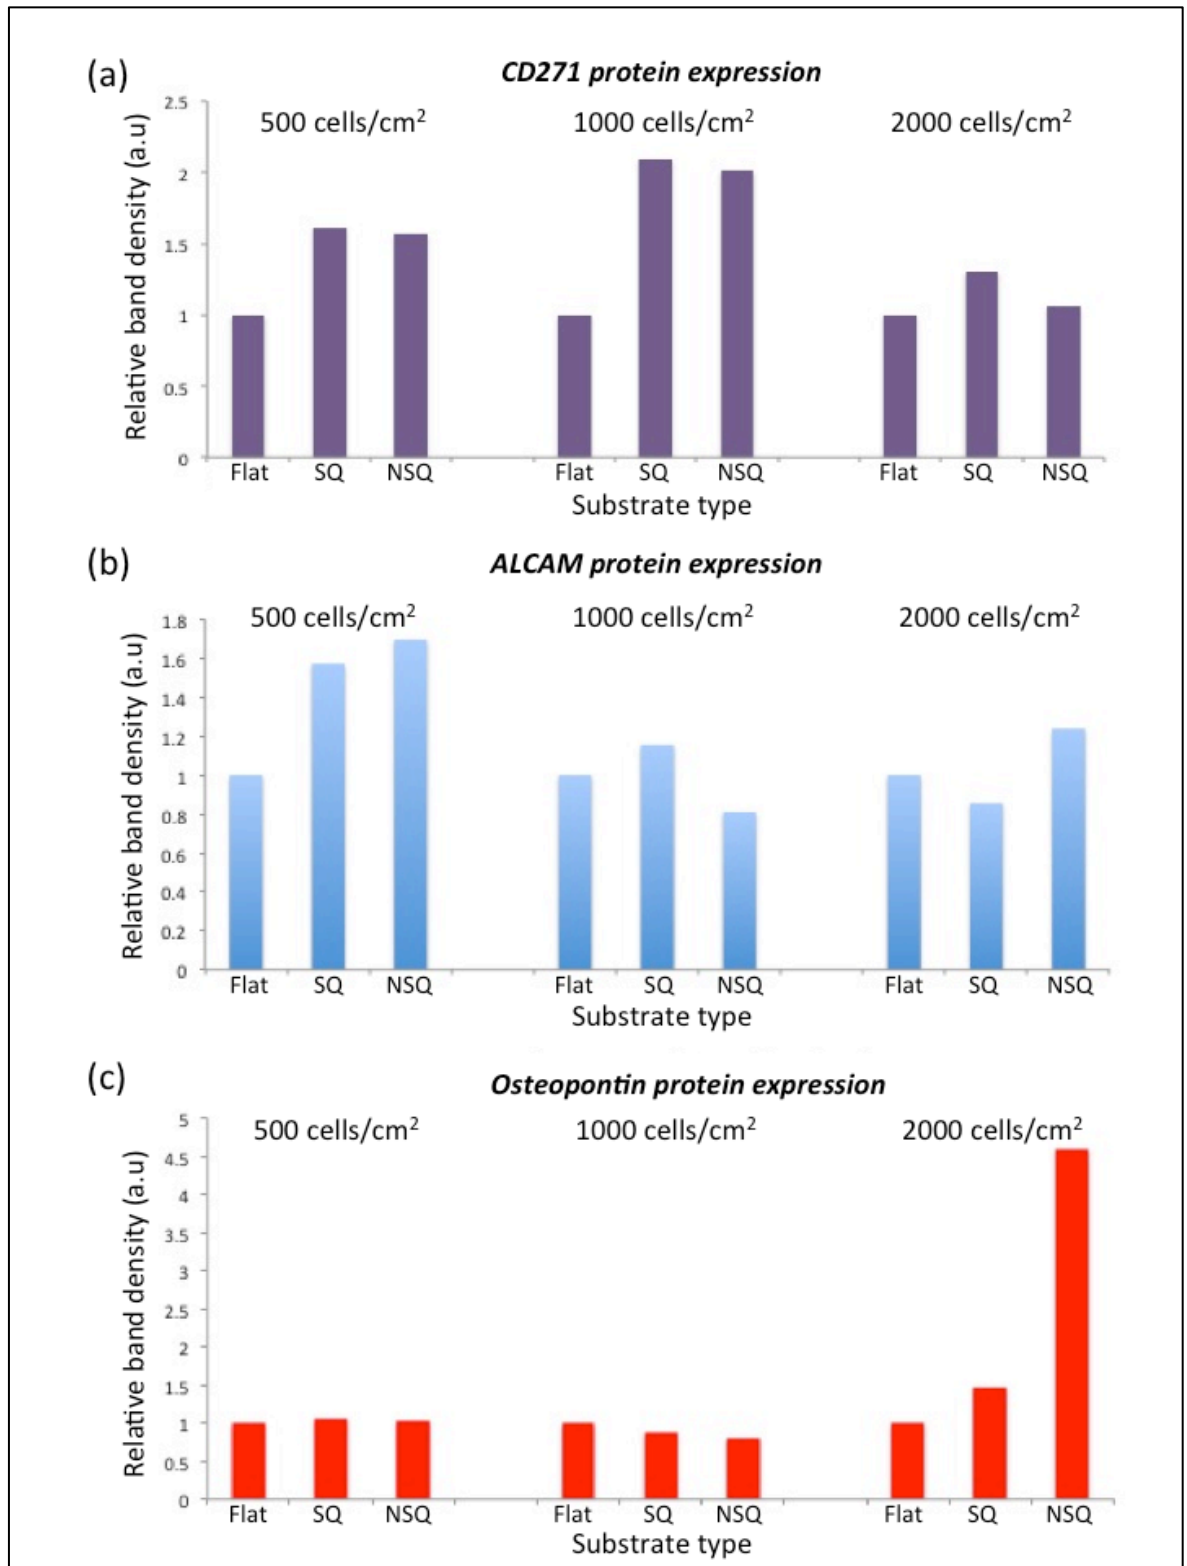 (a)
CD271 protein expression
500 cells/cm²
1000 cells/cm²
2000 cells/cm²
Relative band density (a.u)
2.5
2
1.5
1
0.5
0
Flat SQ NSQ Flat SQ NSQ Flat SQ NSQ
Substrate type
(b)
ALCAM protein expression
500 cells/cm²
1000 cells/cm²
2000 cells/cm²
Relative band density (a.u)
1.8
1.6
1.4
1.2
1
0.8
0.6
0.4
0.2
0
Flat SQ NSQ Flat SQ NSQ Flat SQ NSQ
Substrate type
(c)
Osteopontin protein expression
500 cells/cm²
1000 cells/cm²
2000 cells/cm²
Relative band density (a.u)
5
4.5
4
3.5
3
2.5
2
1.5
1
0.5
0
Flat SQ NSQ Flat SQ NSQ Flat SQ NSQ
Substrate type